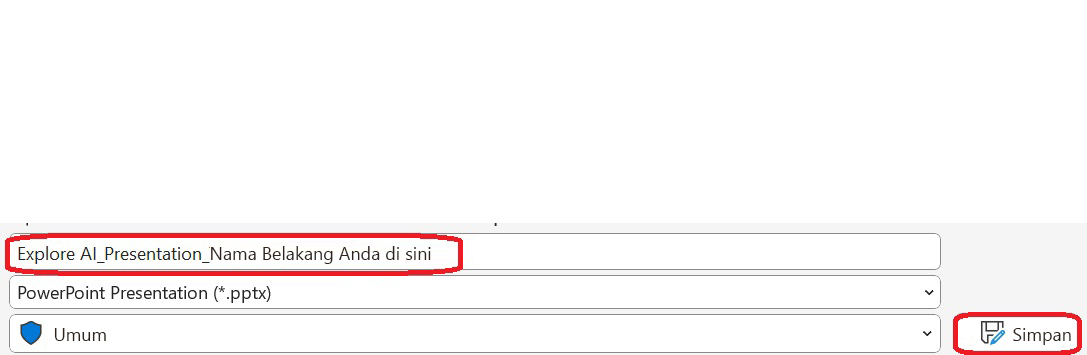 Explore AI_Presentation_Nama Belakang Anda di sini
PowerPoint Presentation (*.pptx)
Umum
Simpan